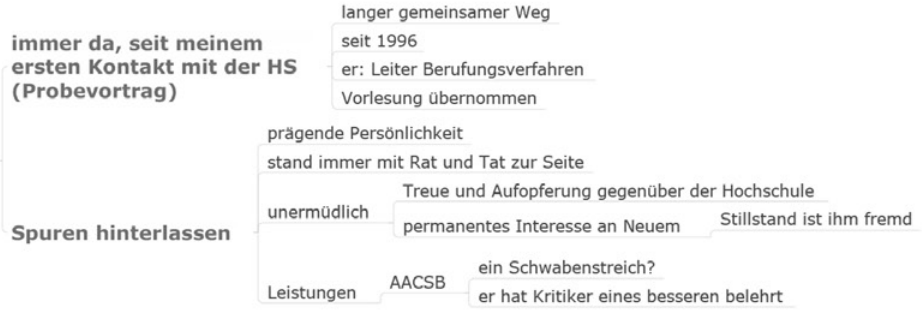 immer da, seit meinem
ersten Kontakt mit der HS
(Probevortrag)
langer gemeinsamer Weg
seit 1996
er: Leiter Berufungsverfahren
Vorlesung übernommen
Spuren hinterlassen
prägende Persönlichkeit
stand immer mit Rat und Tat zur Seite
unermüdlich
Treue und Aufopferung gegenüber der Hochschule
permanentes Interesse an Neuem
Stillstand ist ihm fremd
Leistungen
AACSB
ein Schwabenstreich?
er hat Kritiker eines besseren belehrt